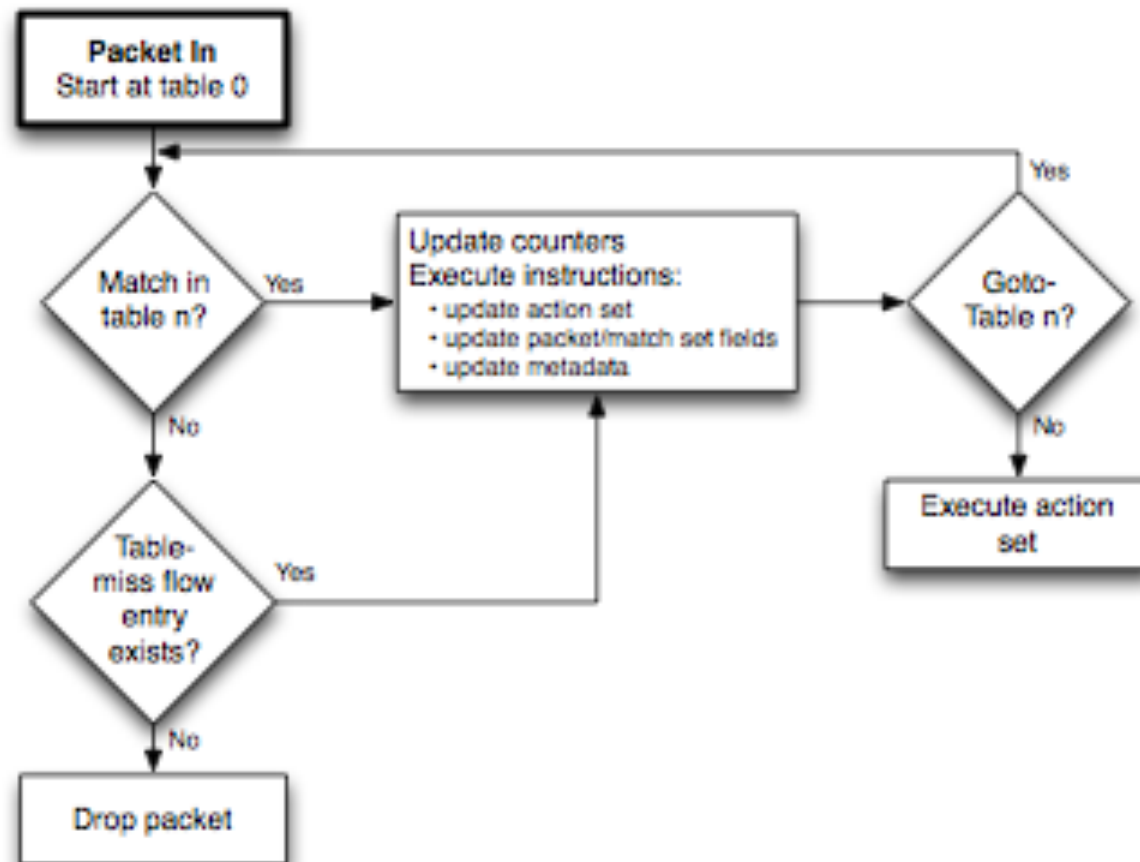 Packet In
Start at table 0
Yes
Match in
table n?
Yes
Update counters
Execute instructions:
• update action set
• update packet/match set fields
• update metadata
Goto-
Table n?
No
No
Execute action
set
Table-
miss flow
entry
exists?
Yes
No
Drop packet